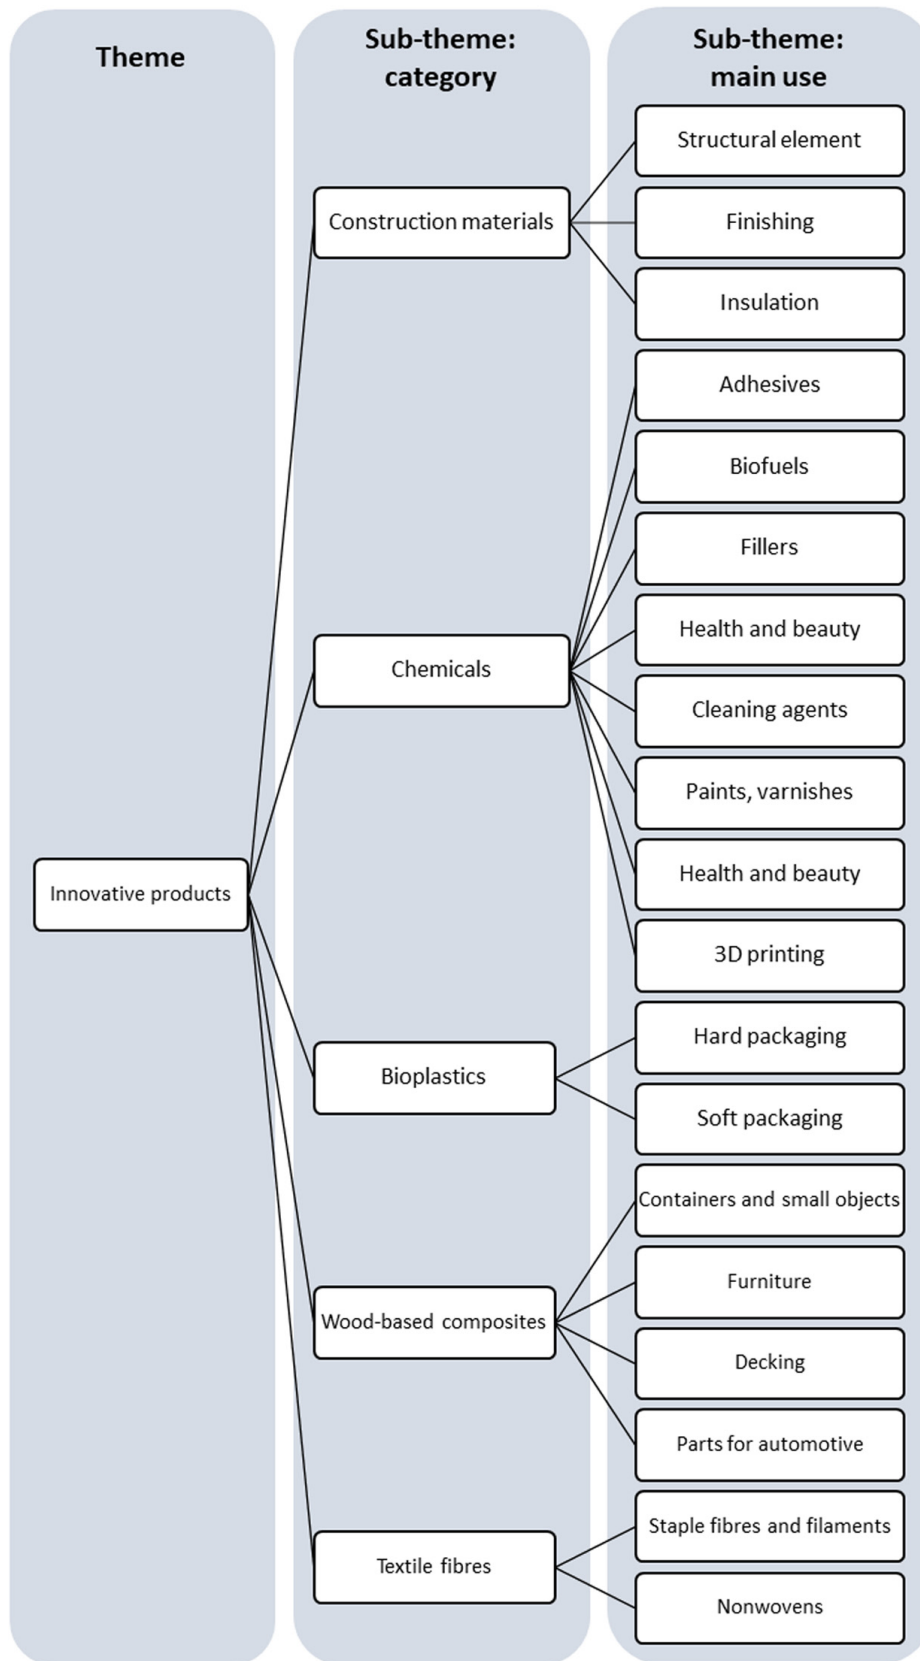 Theme
Sub-theme:
category
Sub-theme:
main use
Structural element
Construction materials
Finishing
Insulation
Adhesives
Biofuels
Fillers
Health and beauty
Chemicals
Cleaning agents
Paints, varnishes
Health and beauty
Innovative products
3D printing
Hard packaging
Bioplastics
Soft packaging
Containers and small objects
Furniture
Wood-based composites
Decking
Parts for automotive
Staple fibres and filaments
Textile fibres
Nonwovens